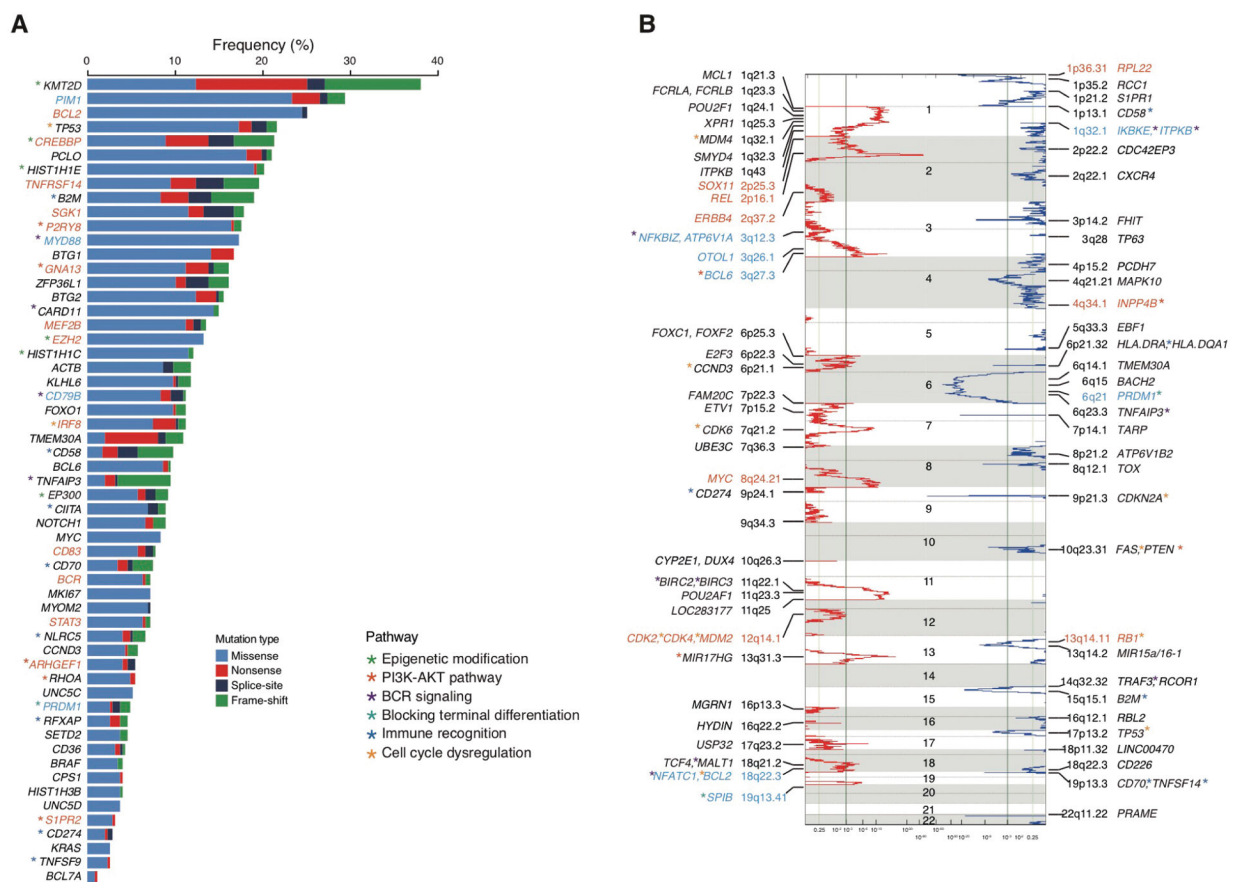 A
Frequency (%)
0 10 20 30 40
* KMT2D
PIM1
BCL2
* TP53
* CREBBP
PCLO
* HIST1H1E
TNFRSF14
* B2M
SGK1
* P2RY8
* MYD88
BTG1
* GNA13
ZFP36L1
BTG2
* CARD11
MEF2B
* EZH2
* HIST1H1C
ACTB
KLHL6
* CD79B
FOXO1
* IRF8
TMEM30A
* CD58
BCL6
* TNFAIP3
* EP300
* CIITA
NOTCH1
MYC
CD83
* CD70
BCR
MKI67
MYOM2
STAT3
* NLRC5
CCND3
* ARHGEF1
* RHOA
UNC5C
* PRDM1
* RFXAP
SETD2
CD36
BRAF
CPS1
HIST1H3B
UNC5D
* S1PR2
* CD274
KRAS
* TNFSF9
BCL7A
Mutation type
Missense
Nonsense
Splice-site
Frame-shift
Pathway
* Epigenetic modification
* PI3K-AKT pathway
* BCR signaling
* Blocking terminal differentiation
* Immune recognition
* Cell cycle dysregulation
B
MCL1 1q21.3
FCRLA, FCRLB 1q23.3
POU2F1 1q24.1
XPR1 1q25.3
*MDM4 1q32.1
SMYD4 1q32.3
ITPKB 1q43
SOX11 2p25.3
REL 2p16.1
ERBB4 2q37.2
* NFKBIZ, ATP6V1A 3q12.3
OTOL1 3q26.1
*BCL6 3q27.3
FOXC1, FOXF2 6p25.3
E2F3 6p22.3
* CCND3 6p21.1
FAM20C 7p22.3
ETV1 7p15.2
* CDK6 7q21.2
UBE3C 7q36.3
MYC 8q24.21
* CD274 9p24.1
9q34.3
CYP2E1, DUX4 10q26.3
*BIRC2,*BIRC3 11q22.1
POU2AF1 11q23.3
LOC283177 11q25
CDK2,*CDK4,*MDM2 12q14.1
* MIR17HG 13q31.3
MGRN1 16p13.3
HYDIN 16q22.2
USP32 17q23.2
TCF4,*MALT1 18q21.2
*NFATC1,*BCL2 18q22.3
* SPIB 19q13.41
1
2
3
4
5
6
7
8
9
10
11
12
13
14
15
16
17
18
19
20
21
22
1p36.31 RPL22
1p35.2 RCC1
1p21.2 S1PR1
1p13.1 CD58 *
1q32.1 IKBKE,*ITPKB*
2p22.2 CDC42EP3
2q22.1 CXCR4
3p14.2 FHIT
3q28 TP63
4p15.2 PCDH7
4q21.21 MAPK10
4q34.1 INPP4B*
5q33.3 EBF1
6p21.32 HLA.DRA,*HLA.DQA1
6q14.1 TMEM30A
6q15 BACH2
6q21 PRDM1*
6q23.3 TNFAIP3*
7p14.1 TARP
8p21.2 ATP6V1B2
8q12.1 TOX
9p21.3 CDKN2A*
10q23.31 FAS,*PTEN *
13q14.11 RB1*
13q14.2 MIR15a/16-1
14q32.32 TRAF3,*RCOR1
15q15.1 B2M*
16q12.1 RBL2
17p13.2 TP53*
18p11.32 LINC00470
18q22.3 CD226
19p13.3 CD70,*TNFSF14 *
22q11.22 PRAME